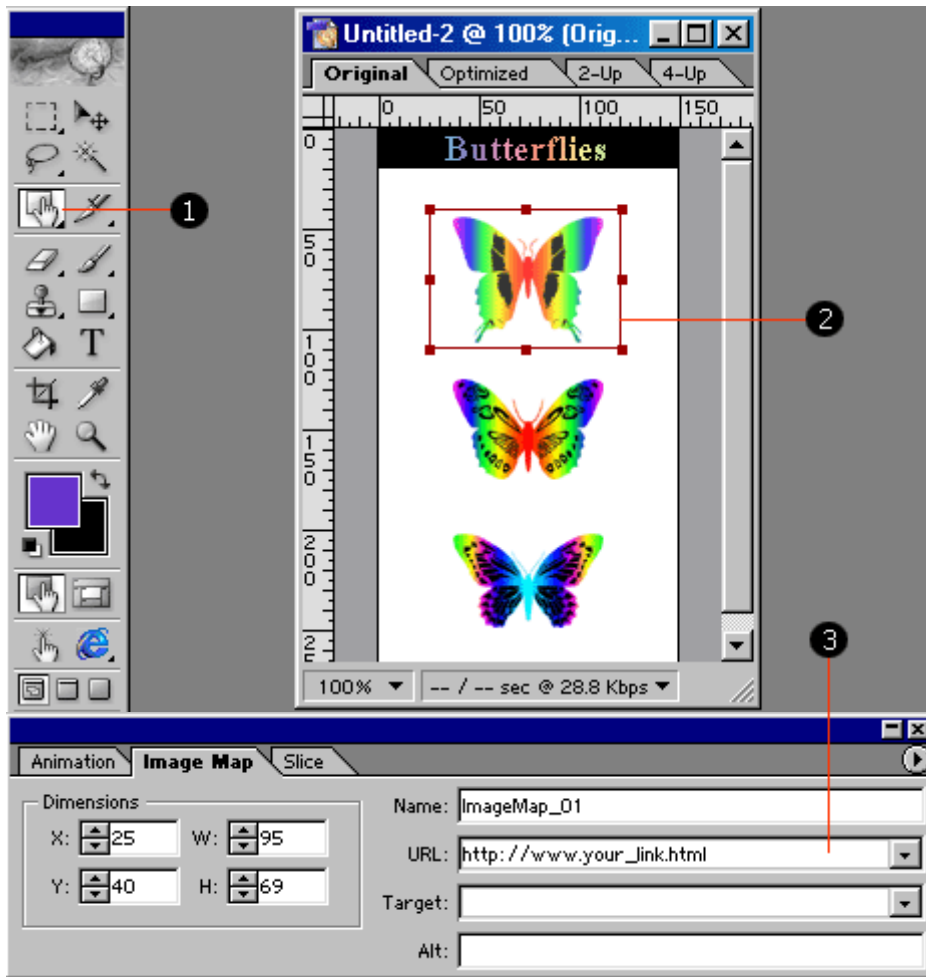 Untitled-2 @ 100% (Orig...
Original Optimized 2-Up 4-Up
0 50 100 150
0
Butterflies
1
50
2
100
T
150
200
3
25
100% -- / -- sec @ 28.8 Kbps
Animation Image Map Slice
Dimensions
X: 25 W: 95
Y: 40 H: 69
Name: ImageMap_01
URL: http://www.your_link.html
Target:
Alt: